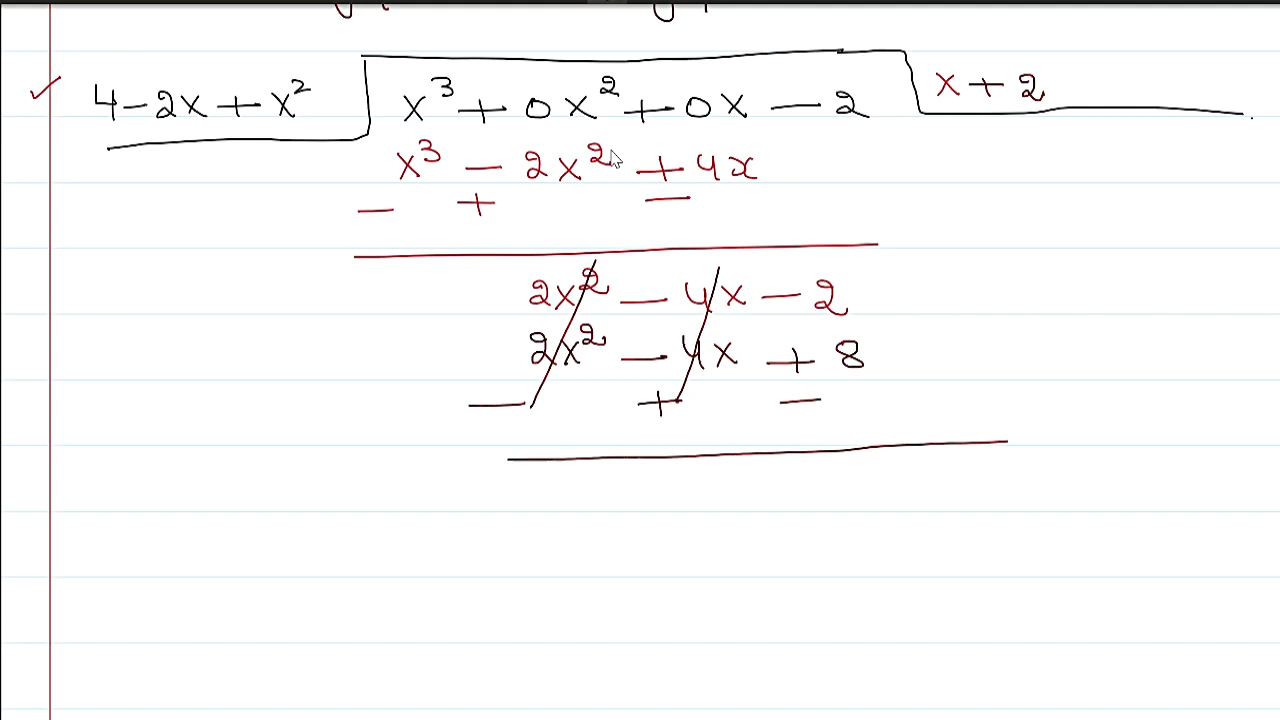 4 - 2x + x² x³ + 0x² + 0x - 2 x + 2
x³ - 2x² + 4x
- + -
2x² - 4x - 2
2x² - 4x + 8
- + -